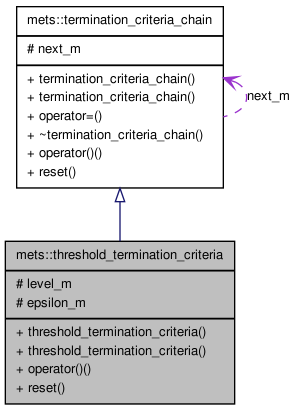 mets::termination_criteria_chain
# next_m
+ termination_criteria_chain()
+ termination_criteria_chain()
+ operator=()
+ ~termination_criteria_chain()
+ operator()()
+ reset()
next_m
mets::threshold_termination_criteria
# level_m
# epsilon_m
+ threshold_termination_criteria()
+ threshold_termination_criteria()
+ operator()()
+ reset()